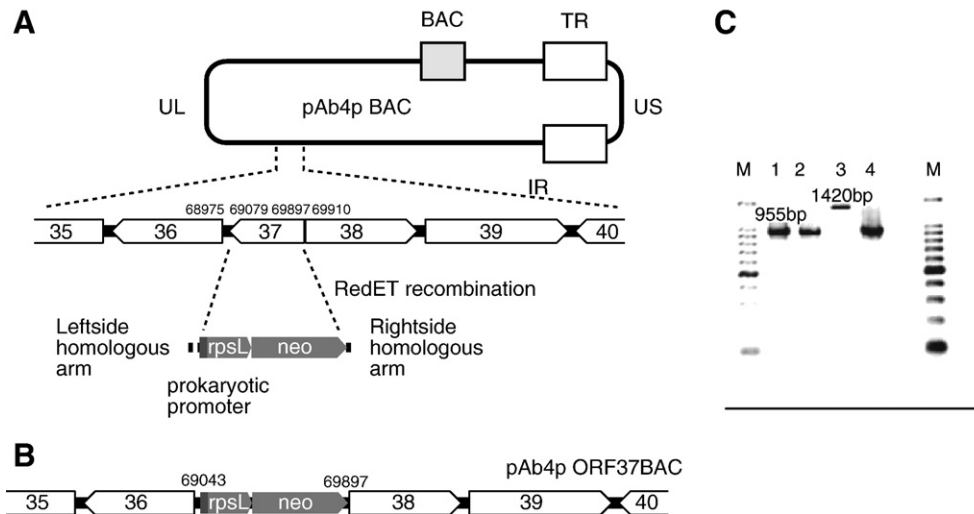 A
BAC
TR
UL
pAb4p BAC
US
IR
68975 69079 69897 69910
35 36 37 38 39 40
RedET recombination
Leftside
homologous
arm
rpsL neo
Rightside
homologous
arm
prokaryotic
promoter
B
pAb4p ORF37BAC
69043 69897
35 36 rpsL neo 38 39 40
C
M 1 2 3 4 M
1420bp
955bp